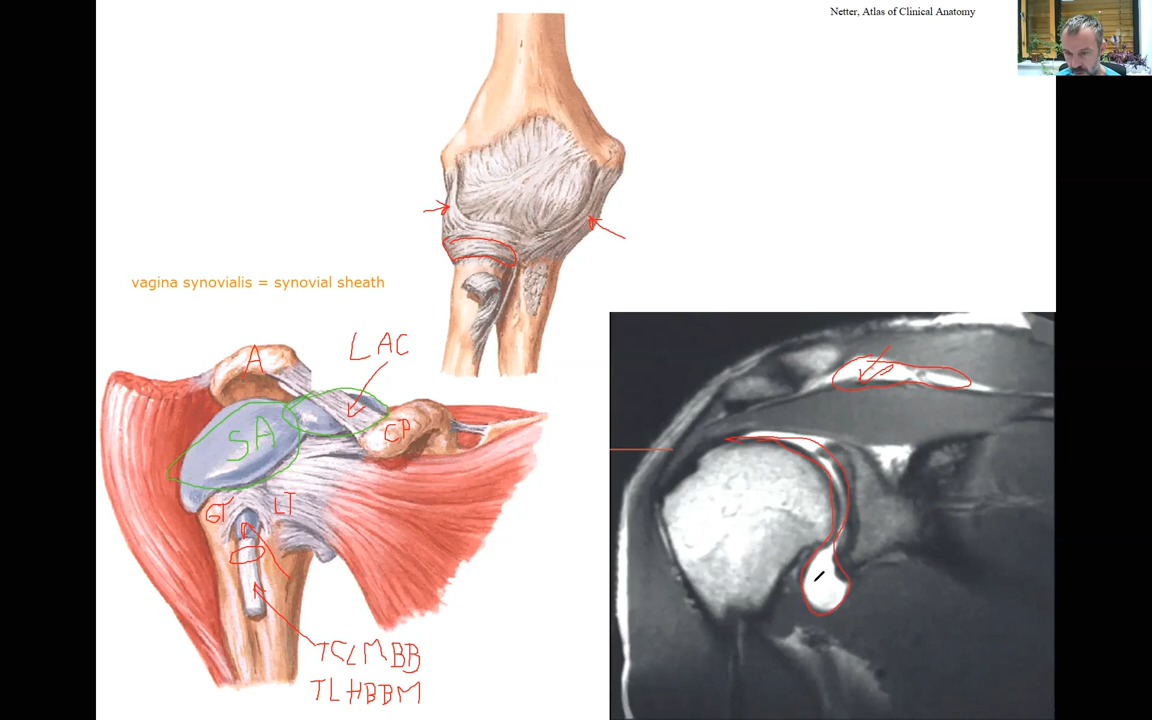 Netter, Atlas of Clinical Anatomy
vagina synovialis = synovial sheath
LAC
A
SA
CP
GT
LT
TCLMBB
TLHBBM